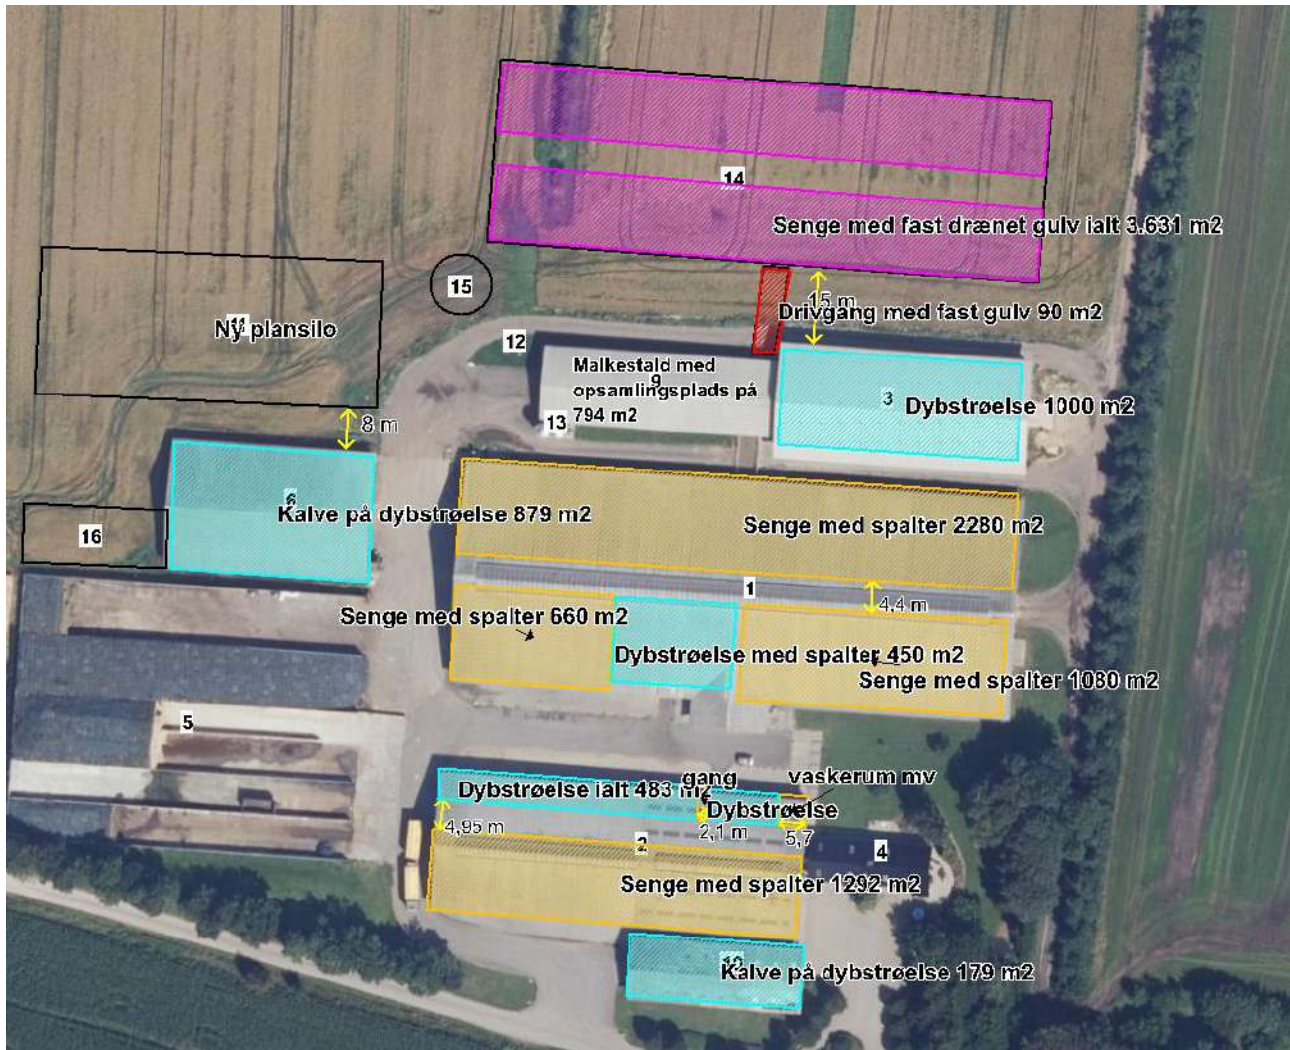 14
Senge med fast drænet gulv ialt 3.631 m2
15
15 m
Drivgang med fast gulv 90 m2
Ny plansilo
12
Malkestald med
9
opsamlingsplads på
794 m2
13
3
Dybstrøelse 1000 m2
8 m
6
Kalve på dybstrøelse 879 m2
16
Senge med spalter 2280 m2
1
4,4 m
Senge med spalter 660 m2
Dybstrøelse med spalter 450 m2
Senge med spalter 1080 m2
5
gang
vaskerum mv
Dybstrøelse ialt 483 m2
Dybstrøelse
4,95 m
2,1 m
5,7
2
4
Senge med spalter 1292 m2
10
Kalve på dybstrøelse 179 m2